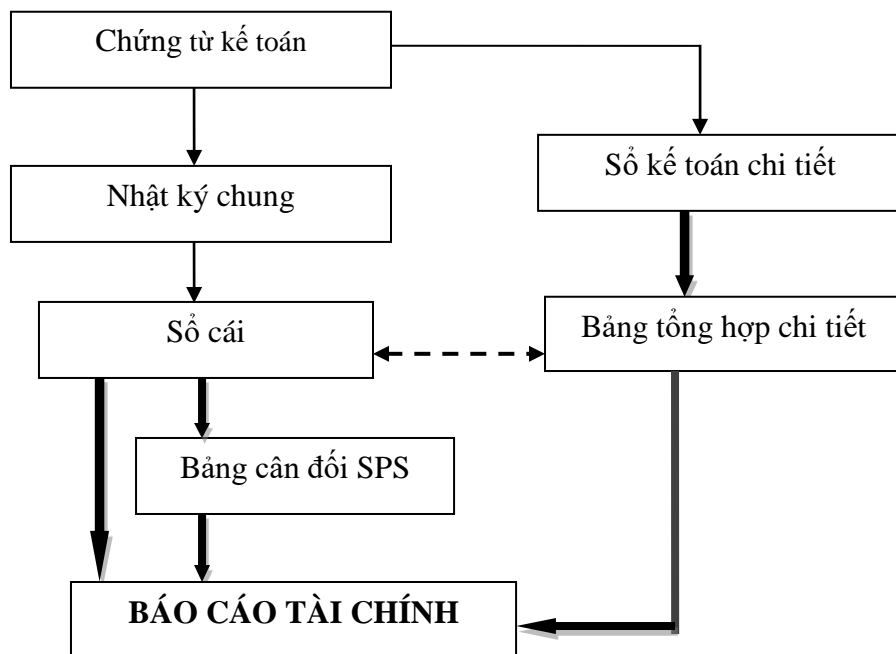 Chứng từ kế toán
Sổ kế toán chi tiết
Nhật ký chung
Sổ cái
Bảng tổng hợp chi tiết
Bảng cân đối SPS
BÁO CÁO TÀI CHÍNH